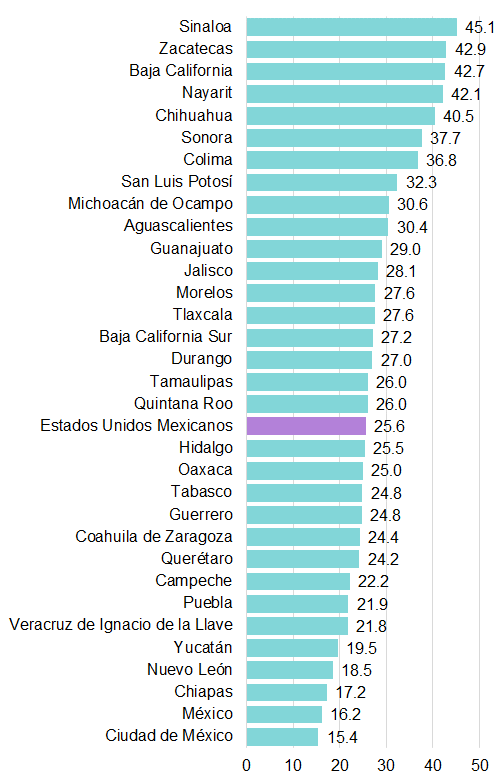 Sinaloa 45.1
Zacatecas 42.9
Baja California 42.7
Nayarit 42.1
Chihuahua 40.5
Sonora 37.7
Colima 36.8
San Luis Potosí 32.3
Michoacán de Ocampo 30.6
Aguascalientes 30.4
Guanajuato 29.0
Jalisco 28.1
Morelos 27.6
Tlaxcala 27.6
Baja California Sur 27.2
Durango 27.0
Tamaulipas 26.0
Quintana Roo 26.0
Estados Unidos Mexicanos 25.6
Hidalgo 25.5
Oaxaca 25.0
Tabasco 24.8
Guerrero 24.8
Coahuila de Zaragoza 24.4
Querétaro 24.2
Campeche 22.2
Puebla 21.9
Veracruz de Ignacio de la Llave 21.8
Yucatán 19.5
Nuevo León 18.5
Chiapas 17.2
México 16.2
Ciudad de México 15.4
0 10 20 30 40 50